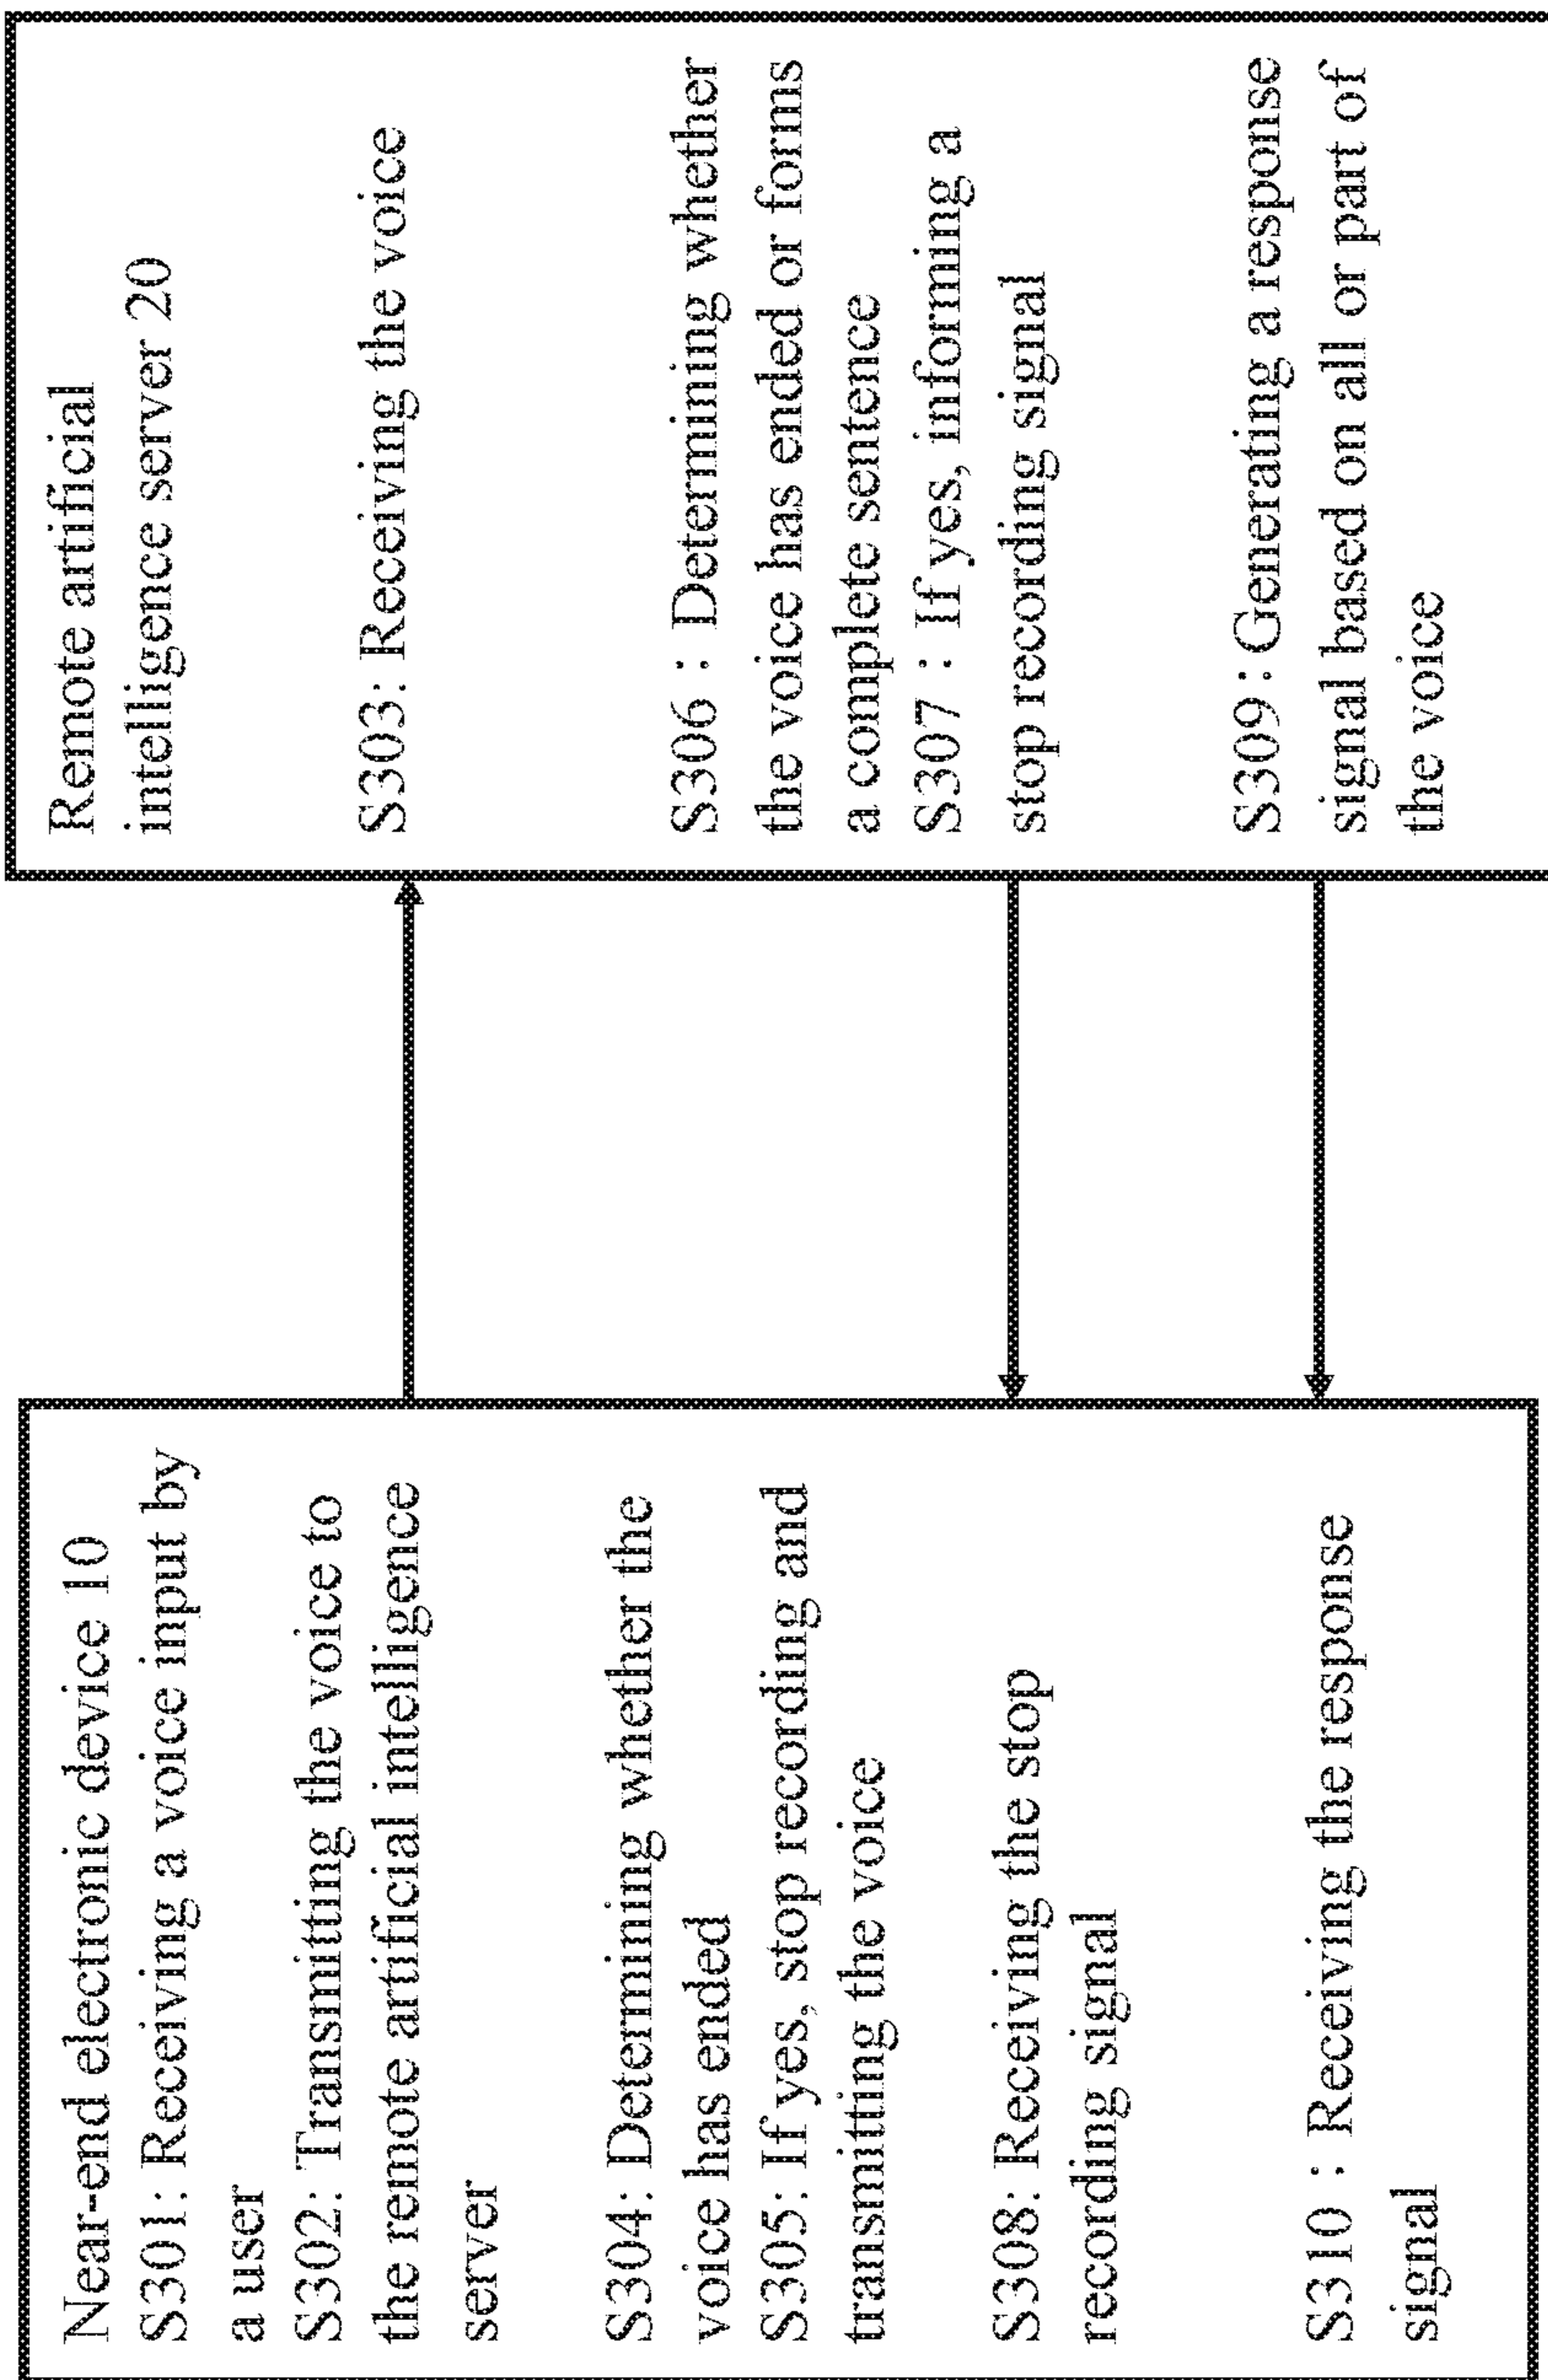 Near-end electronic device 10
S301: Receiving a voice input by
a user
S302: Transmitting the voice to
the remote artificial intelligence
server
S304: Determining whether the
voice has ended
S305: If yes, stop recording and
transmitting the voice
S308: Receiving the stop
recording signal
S310 : Receiving the response
signal
Remote artificial
intelligence server 20
S303: Receiving the voice
S306 : Determining whether
the voice has ended or forms
a complete sentence
S307 : If yes, informing a
stop recording signal
S309 : Generating a response
signal based on all or part of
the voice